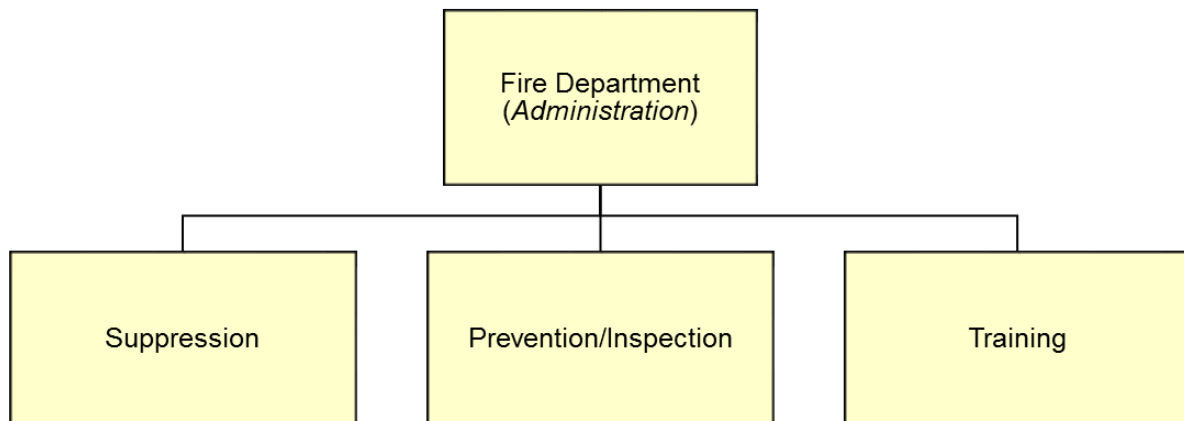 Fire Department
(Administration)
Suppression
Prevention/Inspection
Training